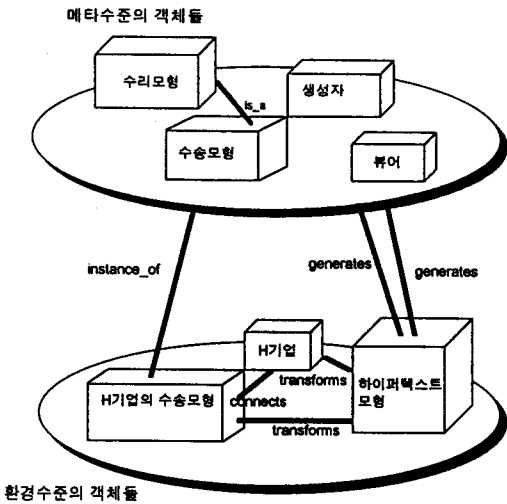 메타수준의 객체들
수리모형
생성자
is_a
수송모형
뷰어
instance_of
generates
generates
H기업
transforms
하이퍼텍스트
모형
H기업의 수송모형
connects
transforms
환경수준의 객체들